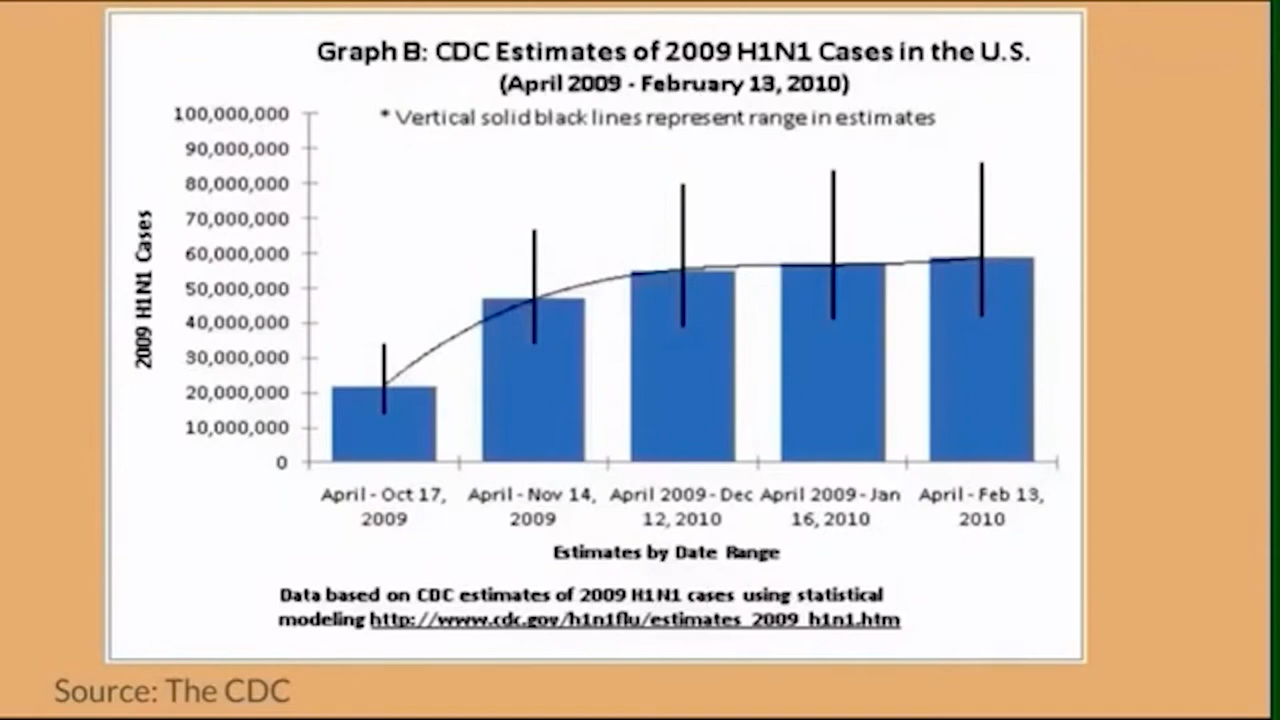 Graph B: CDC Estimates of 2009 H1N1 Cases in the U.S.
(April 2009 - February 13, 2010)
* Vertical solid black lines represent range in estimates
100,000,000
90,000,000
80,000,000
70,000,000
60,000,000
50,000,000
40,000,000
30,000,000
20,000,000
10,000,000
0
2009 H1N1 Cases
April - Oct 17,
2009
April - Nov 14,
2009
April 2009 - Dec
12, 2010
April 2009 - Jan
16, 2010
April - Feb 13,
2010
Estimates by Date Range
Data based on CDC estimates of 2009 H1N1 cases using statistical
modeling http://www.cdc.gov/h1n1flu/estimates_2009_h1n1.htm
Source: The CDC